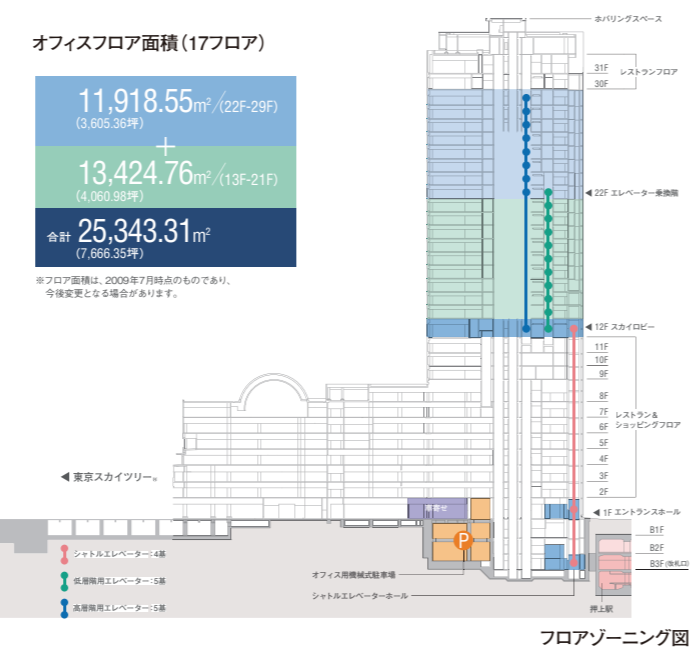 オフィスフロア面積（17フロア）
11,918.55m²／(22F-29F)
（3,605.36坪）
＋
13,424.76m²／(13F-21F)
（4,060.98坪）
合計 25,343.31m²
（7,666.35坪）
※フロア面積は、2009年7月時点のものであり、
今後変更となる場合があります。
ホバリングスペース
31F
レストランフロア
30F
◀ 22F エレベーター乗換階
◀ 12F スカイロビー
11F
10F
9F
8F
7F
レストラン＆
ショッピングフロア
6F
5F
4F
3F
2F
◀ 東京スカイツリー®
車寄せ
◀ 1F エントランスホール
P
B1F
B2F
B3F(改札口)
シャトルエレベーター：4基
低層階用エレベーター：5基
高層階用エレベーター：5基
オフィス用機械式駐車場
シャトルエレベーターホール
押上駅
フロアゾーニング図